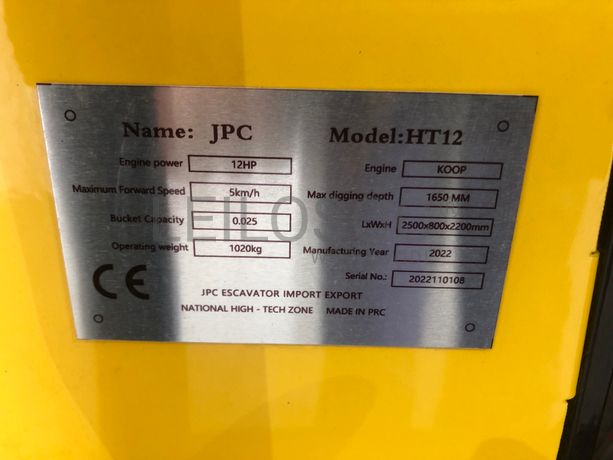 Name: JPC Model:HT12
Engine power 12HP Engine KOOP
Maximum Forward Speed 5km/h Max digging depth 1650 MM
Bucket Capacity 0.025 LxWxH 2500x800x2200mm
Operating weight 1020kg Manufacturing Year 2022
Serial No.: 2022110108
CE
JPC ESCAVATOR IMPORT EXPORT
NATIONAL HIGH - TECH ZONE MADE IN PRC